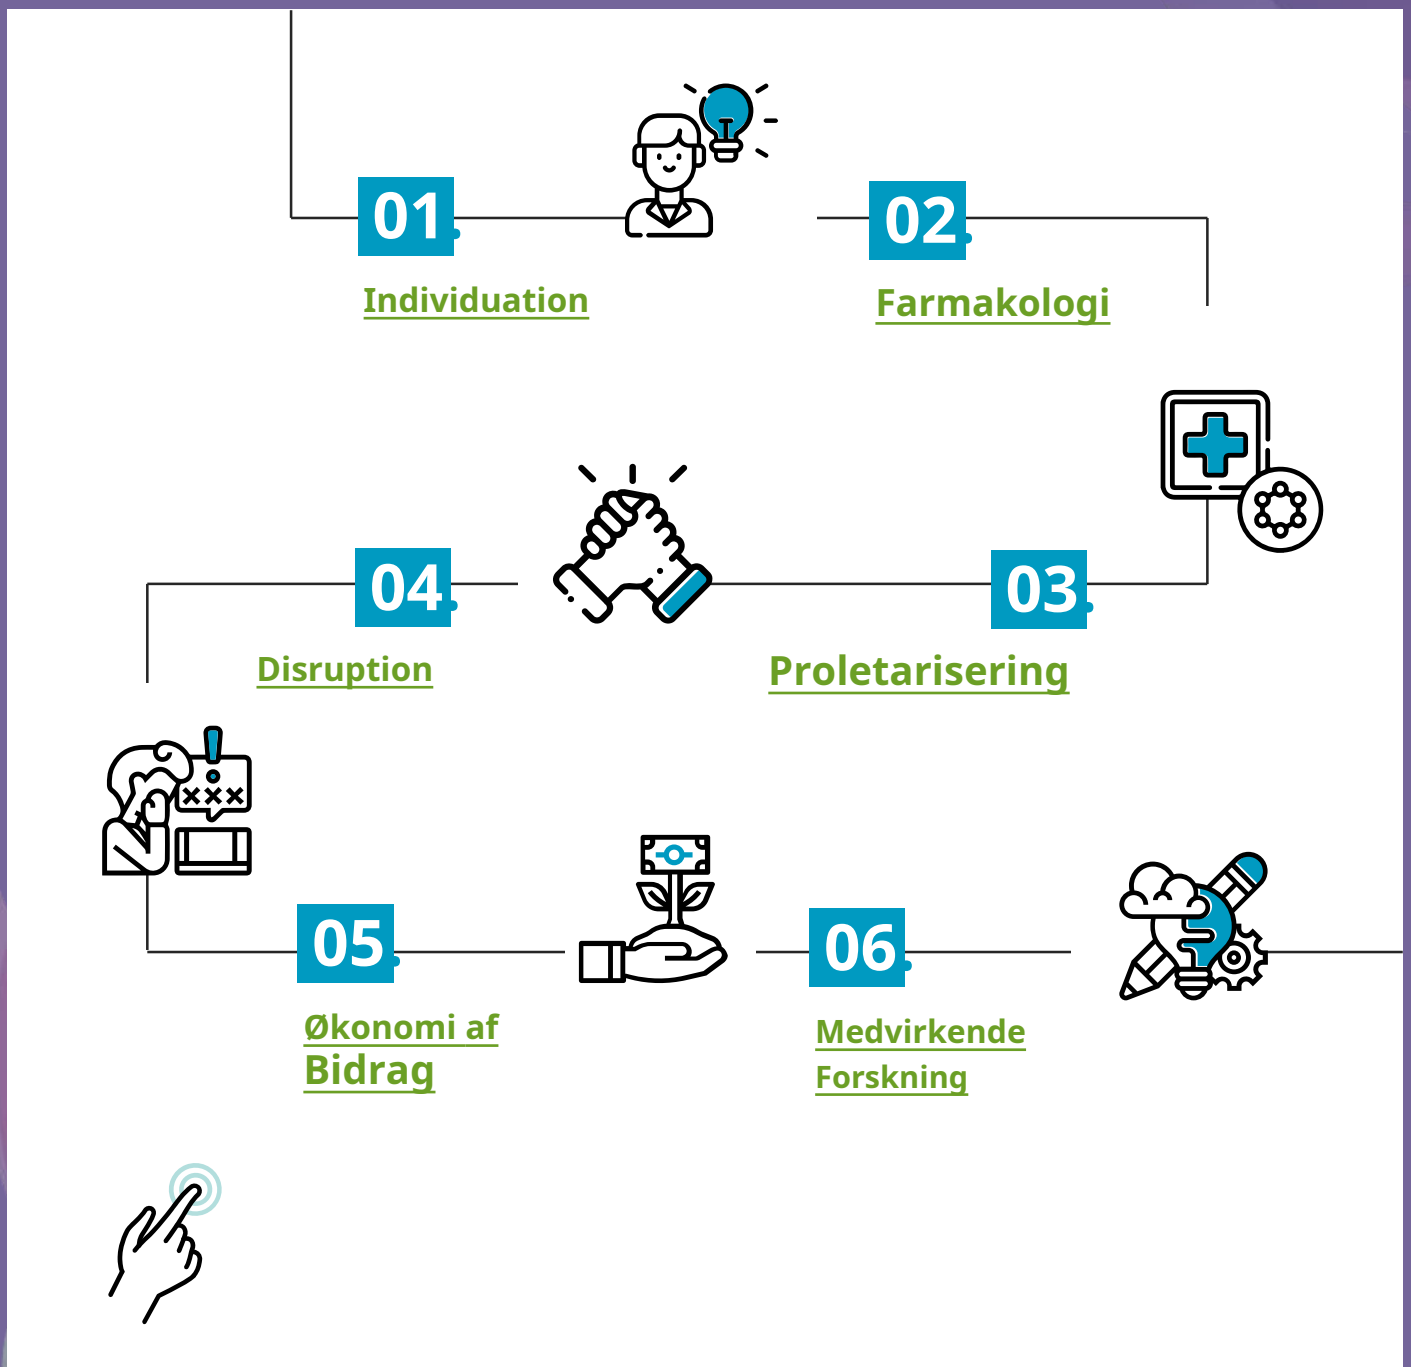 01.
Individuation
02.
Farmakologi
03.
Proletarisering
04.
Disruption
05.
Økonomi af
Bidrag
06.
Medvirkende
Forskning